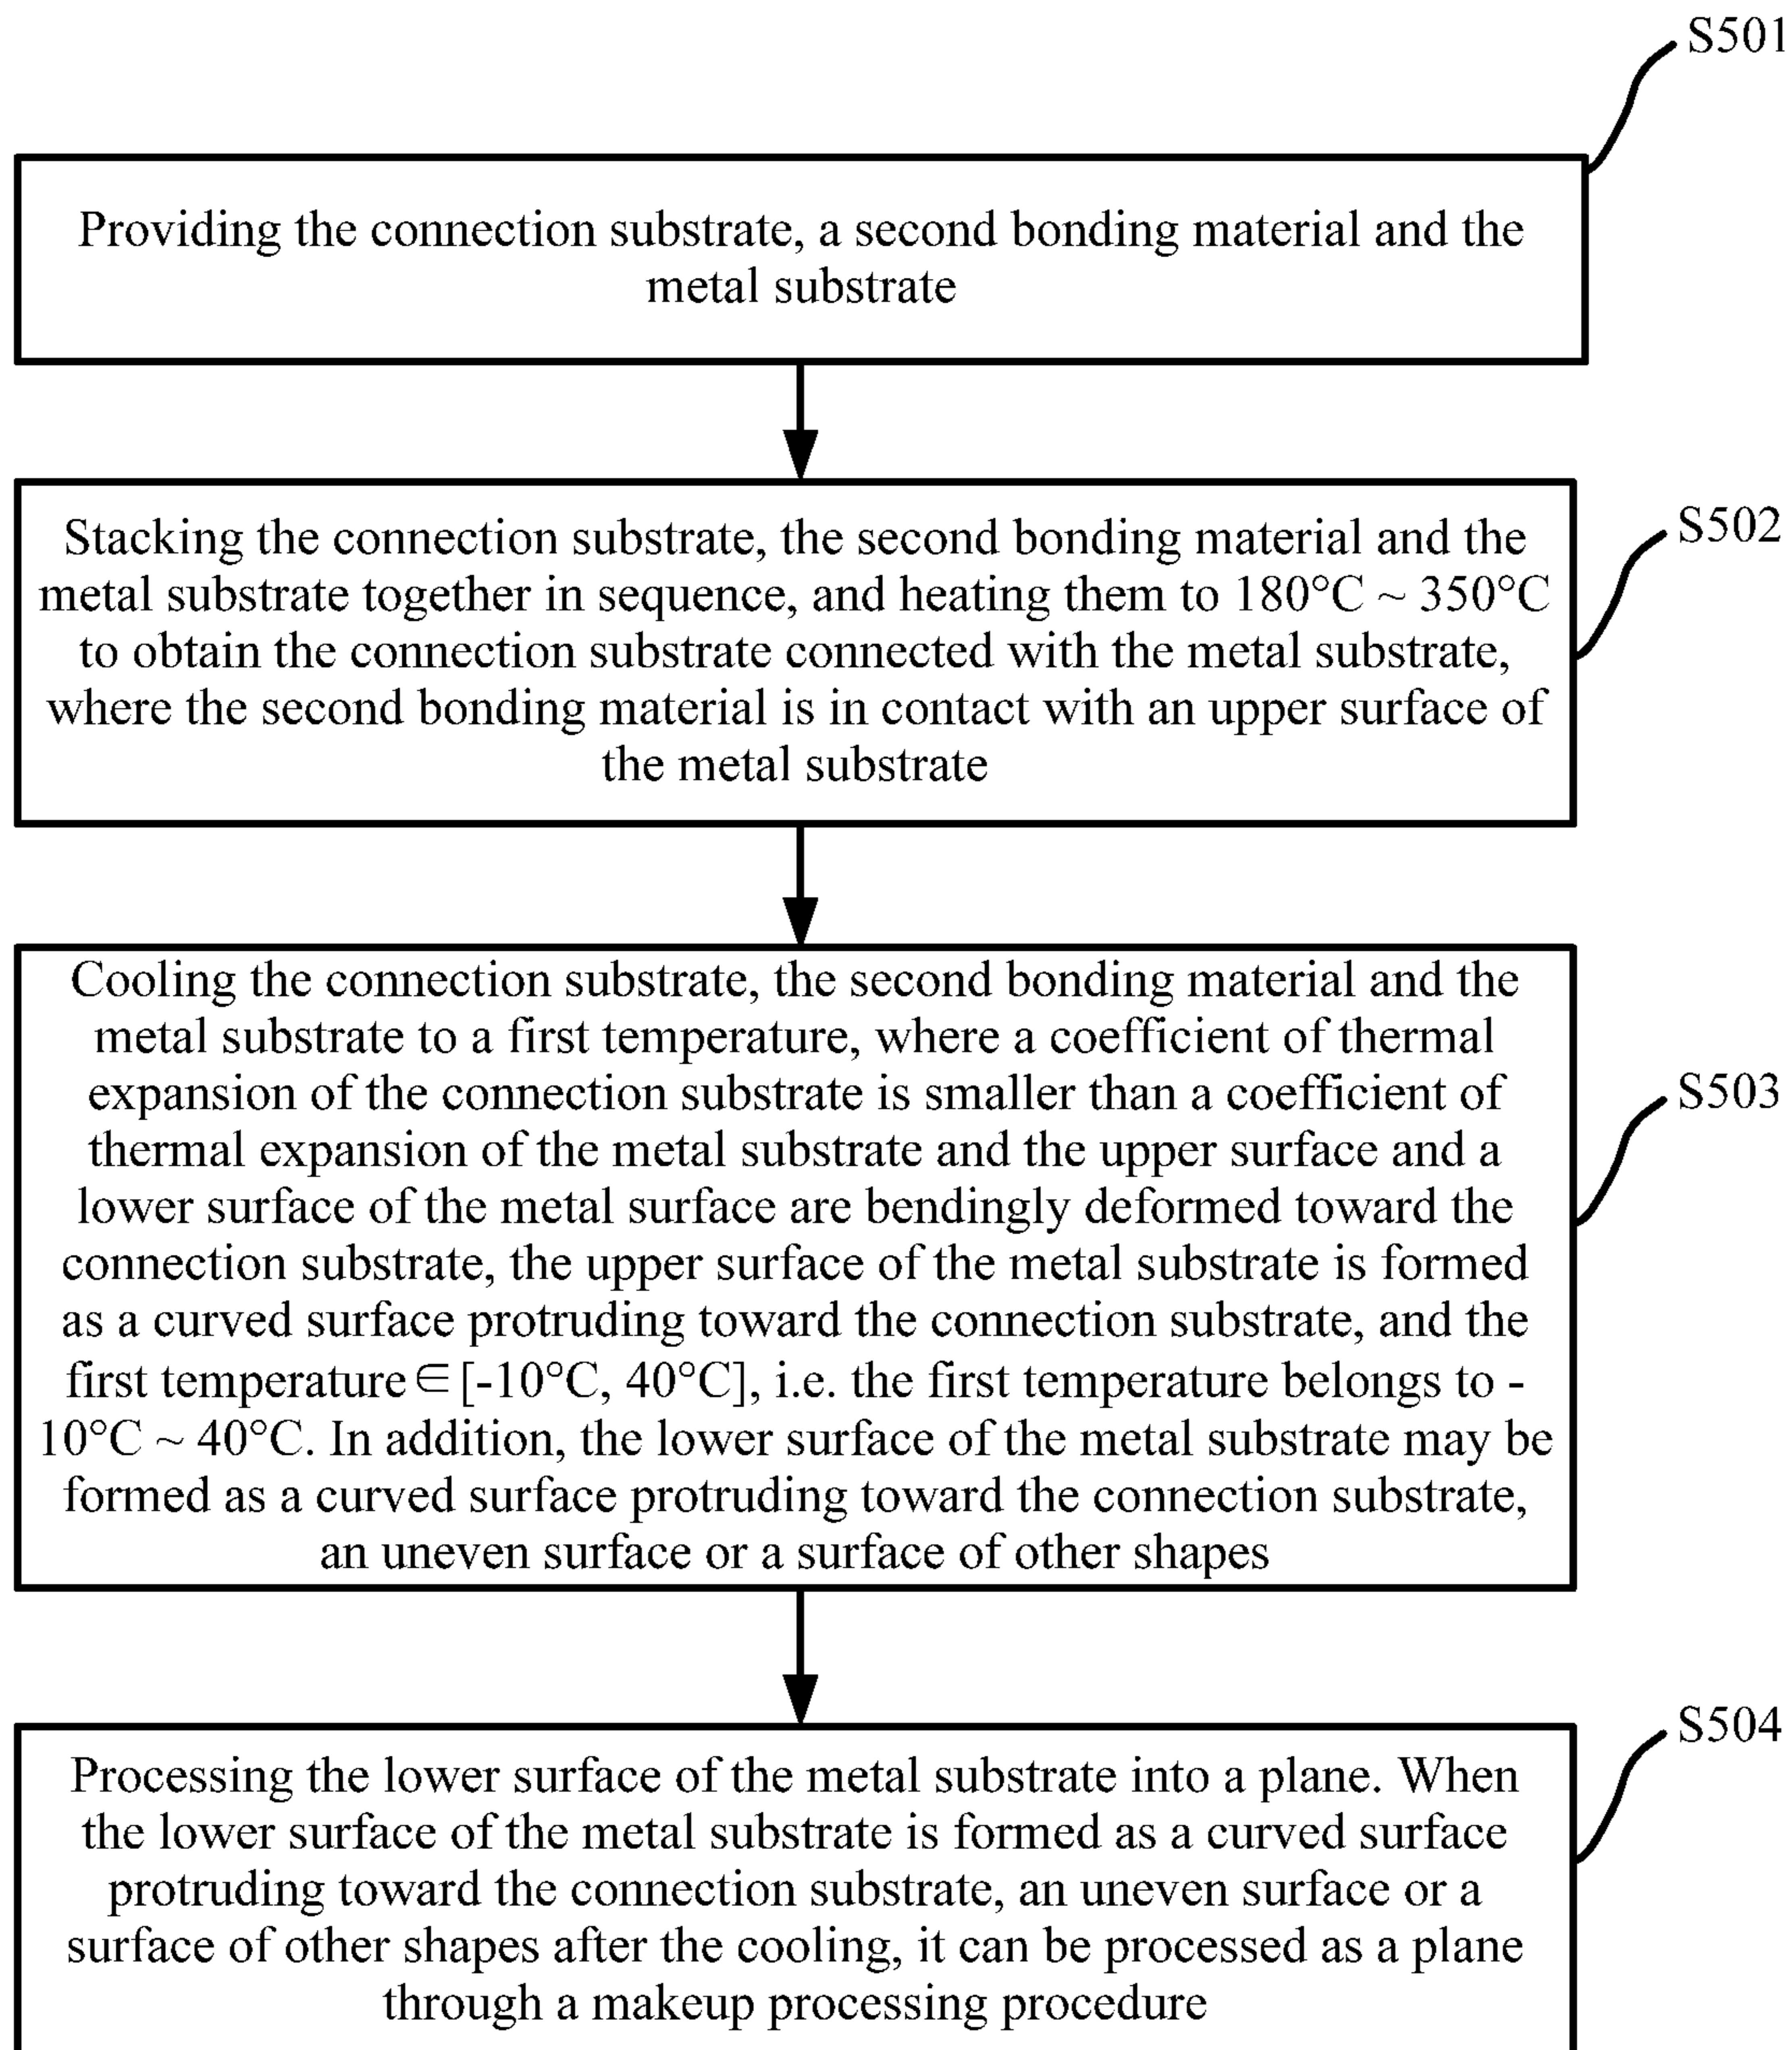 S501
Providing the connection substrate, a second bonding material and the
metal substrate
S502
Stacking the connection substrate, the second bonding material and the
metal substrate together in sequence, and heating them to 180°C ~ 350°C
to obtain the connection substrate connected with the metal substrate,
where the second bonding material is in contact with an upper surface of
the metal substrate
S503
Cooling the connection substrate, the second bonding material and the
metal substrate to a first temperature, where a coefficient of thermal
expansion of the connection substrate is smaller than a coefficient of
thermal expansion of the metal substrate and the upper surface and a
lower surface of the metal surface are bendingly deformed toward the
connection substrate, the upper surface of the metal substrate is formed
as a curved surface protruding toward the connection substrate, and the
first temperature∈[-10°C, 40°C], i.e. the first temperature belongs to -
10°C ~ 40°C. In addition, the lower surface of the metal substrate may be
formed as a curved surface protruding toward the connection substrate,
an uneven surface or a surface of other shapes
S504
Processing the lower surface of the metal substrate into a plane. When
the lower surface of the metal substrate is formed as a curved surface
protruding toward the connection substrate, an uneven surface or a
surface of other shapes after the cooling, it can be processed as a plane
through a makeup processing procedure